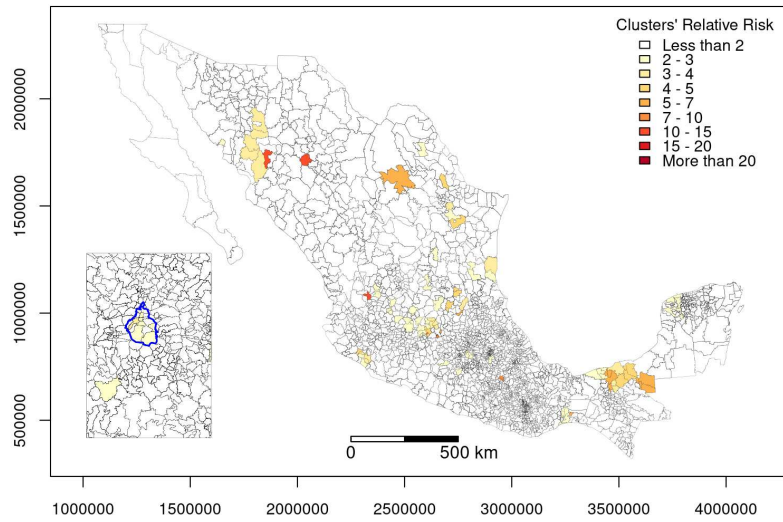 Clusters' Relative Risk
Less than 2
2 - 3
3 - 4
4 - 5
5 - 7
7 - 10
10 - 15
15 - 20
More than 20
2000000
1500000
1000000
500000
0 500 km
1000000 1500000 2000000 2500000 3000000 3500000 4000000